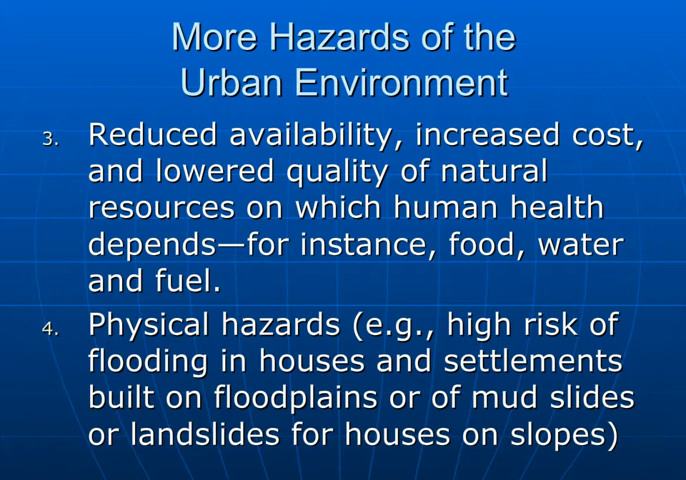 More Hazards of the
Urban Environment
3. Reduced availability, increased cost,
and lowered quality of natural
resources on which human health
depends—for instance, food, water
and fuel.
4. Physical hazards (e.g., high risk of
flooding in houses and settlements
built on floodplains or of mud slides
or landslides for houses on slopes)